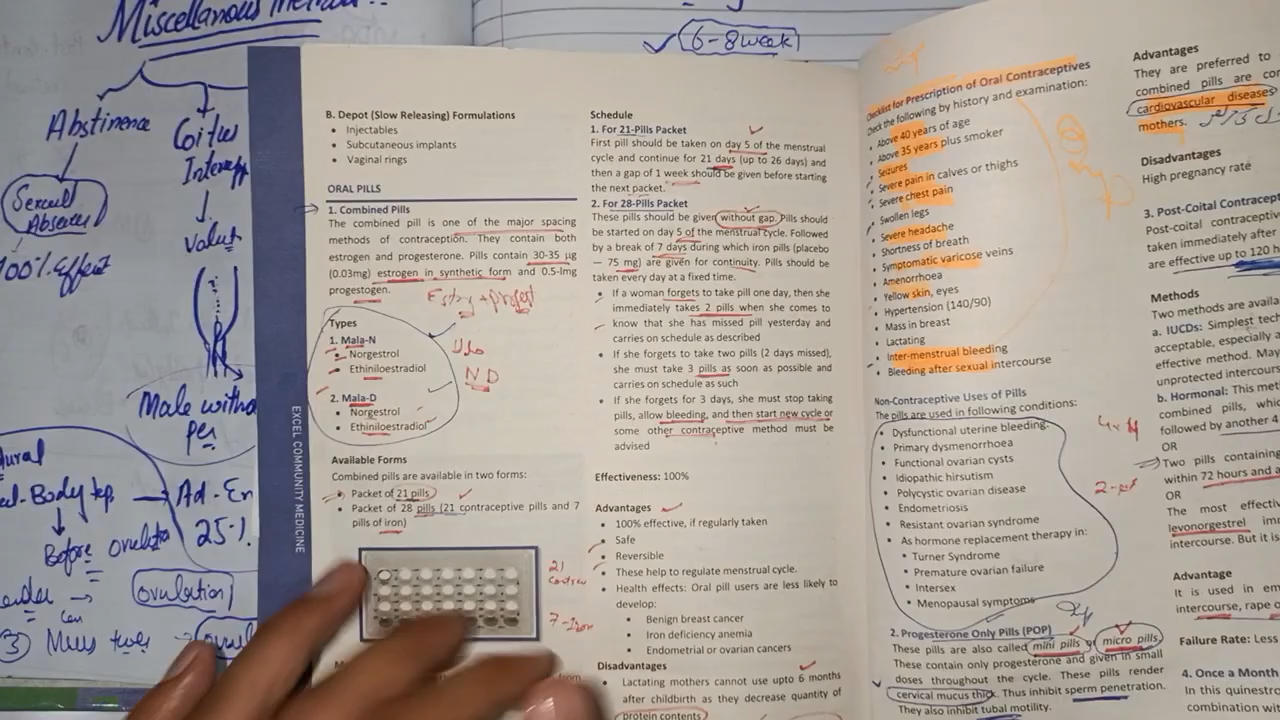 Miscellanous Method
Abstinence
Coitus
Sexual
Absence
Valut
Male witho
per
Ad-En
25%
Before ovulato
ovulation
can
③
✓ 6-8 week
EXCEL COMMUNITY MEDICINE
B. Depot (Slow Releasing) Formulations
• Injectables
• Subcutaneous implants
• Vaginal rings
ORAL PILLS
1. Combined Pills
The combined pill is one of the major spacing
methods of contraception. They contain both
estrogen and progesterone. Pills contain 30-35 µg
(0.03mg) estrogen in synthetic form and 0.5-lmg
progestogen.
Types
1. Mala-N
• Norgestrol
• Ethiniloestradiol
N D
2. Mala-D
• Norgestrol
• Ethiniloestradiol
Available Forms
Combined pills are available in two forms:
• Packet of 21 pills
• Packet of 28 pills (21 contraceptive pills and 7
pills of iron)
21
7-Iron
Schedule
1. For 21-Pills Packet
First pill should be taken on day 5 of the menstrual
cycle and continue for 21 days (up to 26 days) and
then a gap of 1 week should be given before starting
the next packet.
2. For 28-Pills Packet
These pills should be given without gap. Pills should
be started on day 5 of the menstrual cycle. Followed
by a break of 7 days during which iron pills (placebo
— 75 mg) are given for continuity. Pills should be
taken every day at a fixed time.
• If a woman forgets to take pill one day, then she
immediately takes 2 pills when she comes to
know that she has missed pill yesterday and
carries on schedule as described
• If she forgets to take two pills (2 days missed),
she must take 3 pills as soon as possible and
carries on schedule as such
• If she forgets for 3 days, she must stop taking
pills, allow bleeding, and then start new cycle or
some other contraceptive method must be
advised
Effectiveness: 100%
Advantages
• 100% effective, if regularly taken
• Safe
• Reversible
• These help to regulate menstrual cycle.
• Health effects: Oral pill users are less likely to
develop:
• Benign breast cancer
• Iron deficiency anemia
• Endometrial or ovarian cancers
Disadvantages
• Lactating mothers cannot use upto 6 months
after childbirth as they decrease quantity of
protein contents
Checklist for Prescription of Oral Contraceptives
Check the following by history and examination:
• Above 40 years of age
• Above 35 years plus smoker
• Seizures
• Severe pain in calves or thighs
• Severe chest pain
• Swollen legs
• Severe headache
• Shortness of breath
• Symptomatic varicose veins
• Amenorrhoea
• Yellow skin, eyes
• Hypertension (140/90)
• Mass in breast
• Lactating
• Inter-menstrual bleeding
• Bleeding after sexual intercourse
Non-Contraceptive Uses of Pills
The pills are used in following conditions:
• Dysfunctional uterine bleeding.
• Primary dysmenorrhoea
• Functional ovarian cysts
• Idiopathic hirsutism
• Polycystic ovarian disease
• Endometriosis
• Resistant ovarian syndrome
• As hormone replacement therapy in:
• Turner Syndrome
• Premature ovarian failure
• Intersex
• Menopausal symptoms
2. Progesterone Only Pills (POP)
These pills are also called mini pills or micro pills.
These contain only progesterone and given in small
doses throughout the cycle. These pills render
cervical mucus thick. Thus inhibit sperm penetration.
They also inhibit tubal motility.
Advantages
They are preferred to
combined pills are con
cardiovascular diseases
mothers.
Disadvantages
High pregnancy rate
3. Post-Coital Contracep
Post-coital contraceptiv
taken immediately after
are effective up to 120 h
Methods
Two methods are availa
a. IUCDs: Simplest tech
acceptable, especially a
effective method. May
unprotected intercours
b. Hormonal: This met
combined pills, whic
followed by another 4
OR
Two pills containing
within 72 hours and a
OR
The most effecti
levonorgestrel im
intercourse. But it is
Advantage
It is used in em
intercourse, rape o
Failure Rate: Less
4. Once a Month
In this quinestro
combination wit